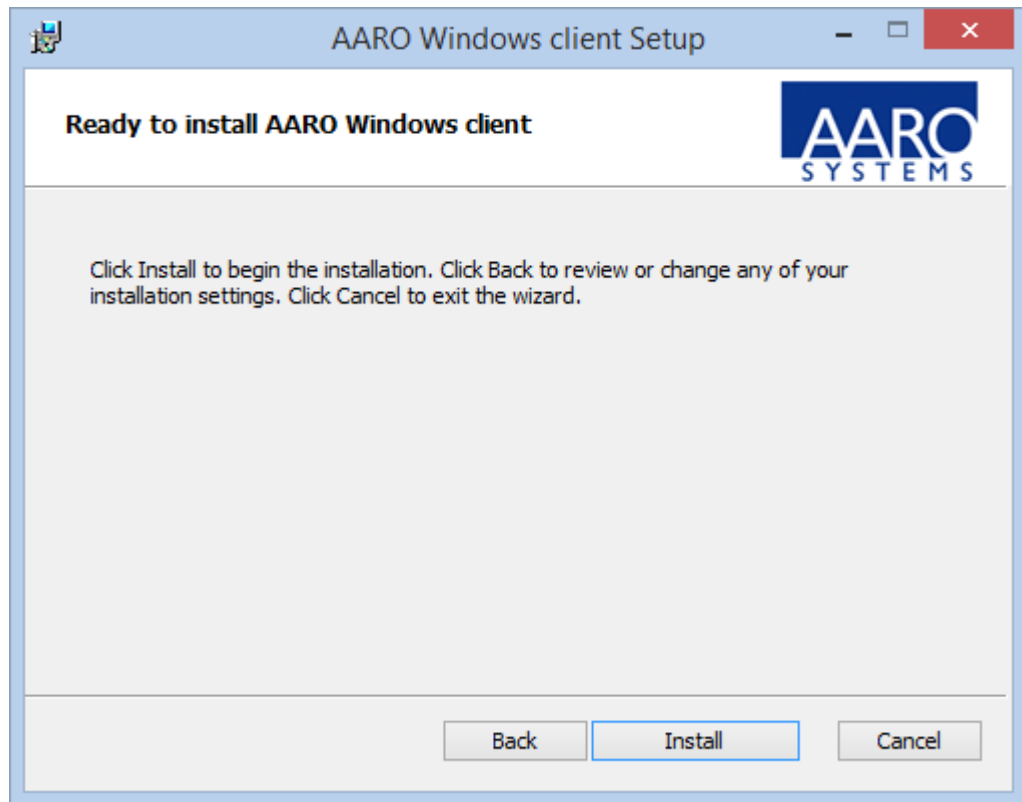 AARO Windows client Setup
Ready to install AARO Windows client
AARO
SYSTEMS
Click Install to begin the installation. Click Back to review or change any of your
installation settings. Click Cancel to exit the wizard.
Back Install Cancel